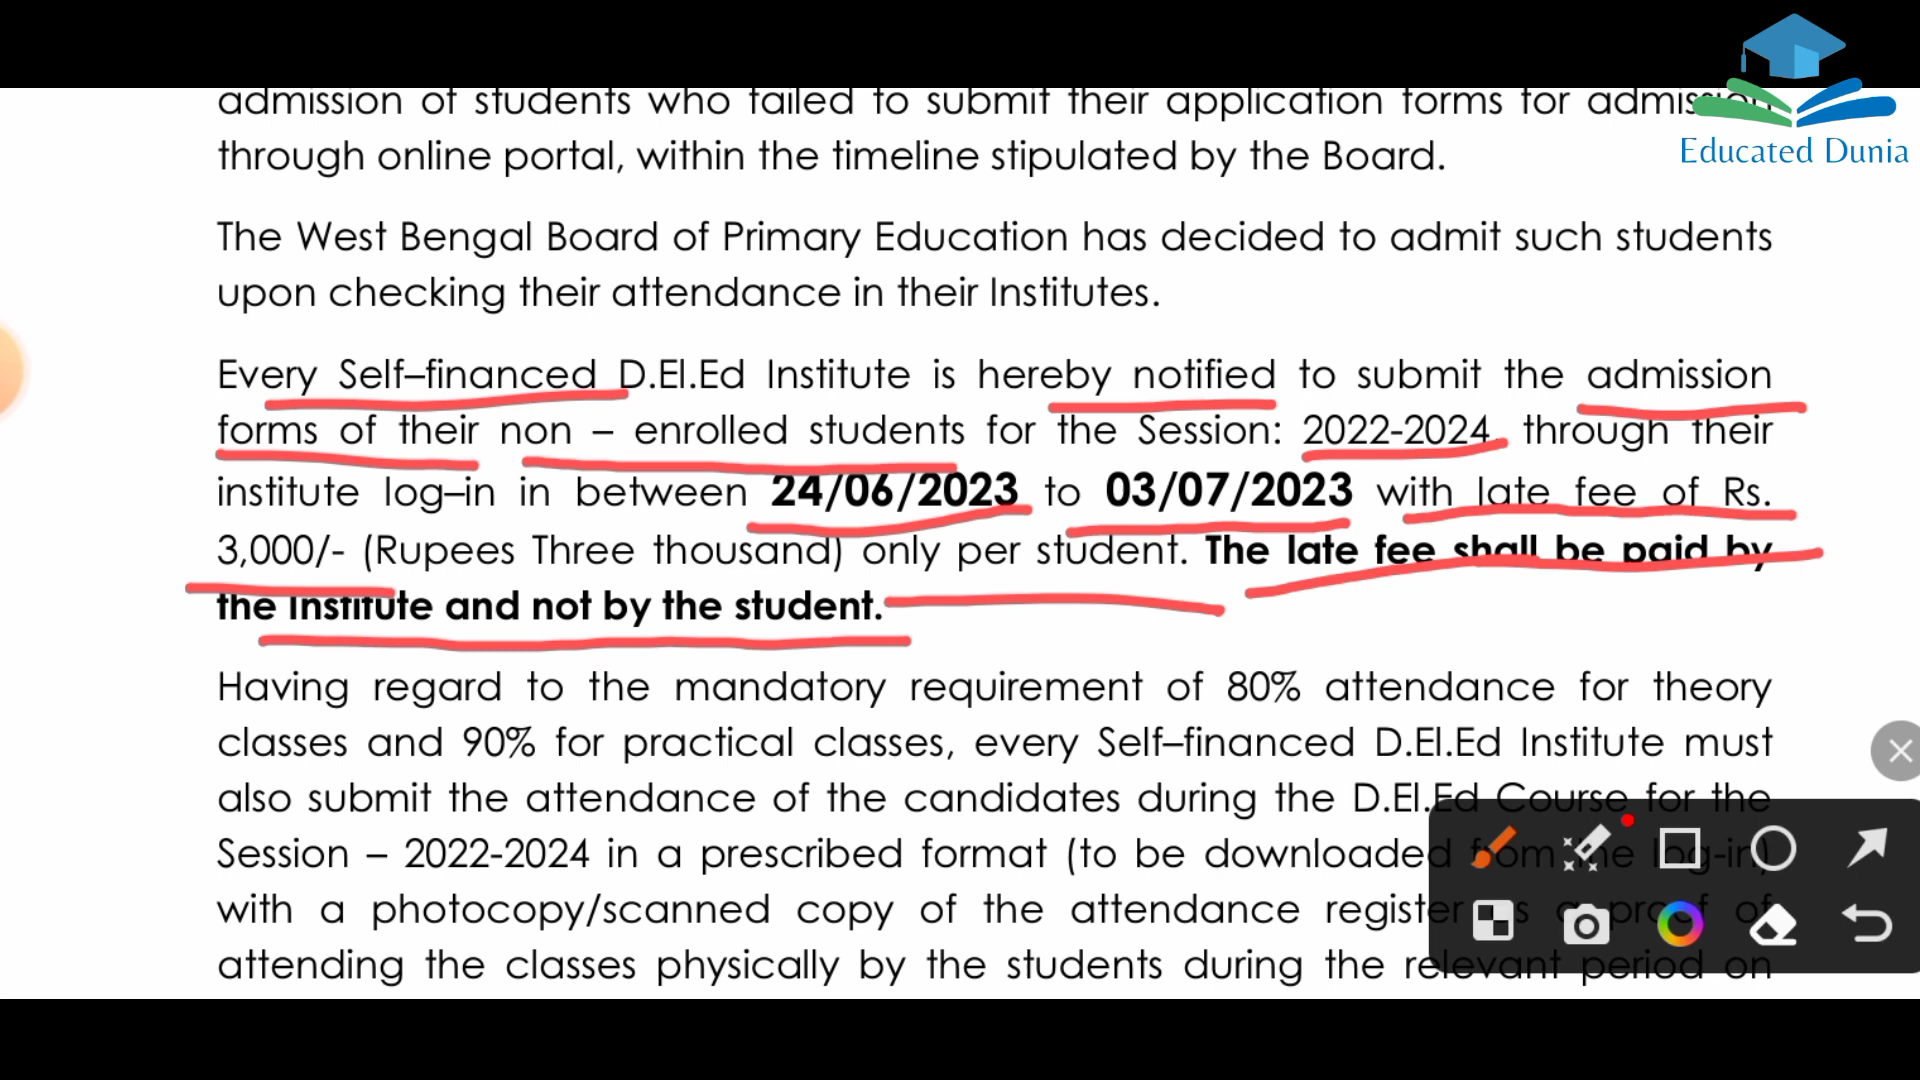 admission of students who failed to submit their application forms for admission
through online portal, within the timeline stipulated by the Board.
Educated Dunia
The West Bengal Board of Primary Education has decided to admit such students
upon checking their attendance in their Institutes.
Every Self–financed D.El.Ed Institute is hereby notified to submit the admission
forms of their non – enrolled students for the Session: 2022-2024, through their
institute log–in in between 24/06/2023 to 03/07/2023 with late fee of Rs.
3,000/- (Rupees Three thousand) only per student. The late fee shall be paid by
the Institute and not by the student.
Having regard to the mandatory requirement of 80% attendance for theory
classes and 90% for practical classes, every Self–financed D.El.Ed Institute must
also submit the attendance of the candidates during the D.El.Ed Course for the
Session – 2022-2024 in a prescribed format (to be downloaded from the log-in)
with a photocopy/scanned copy of the attendance register as a proof of
attending the classes physically by the students during the relevant period on